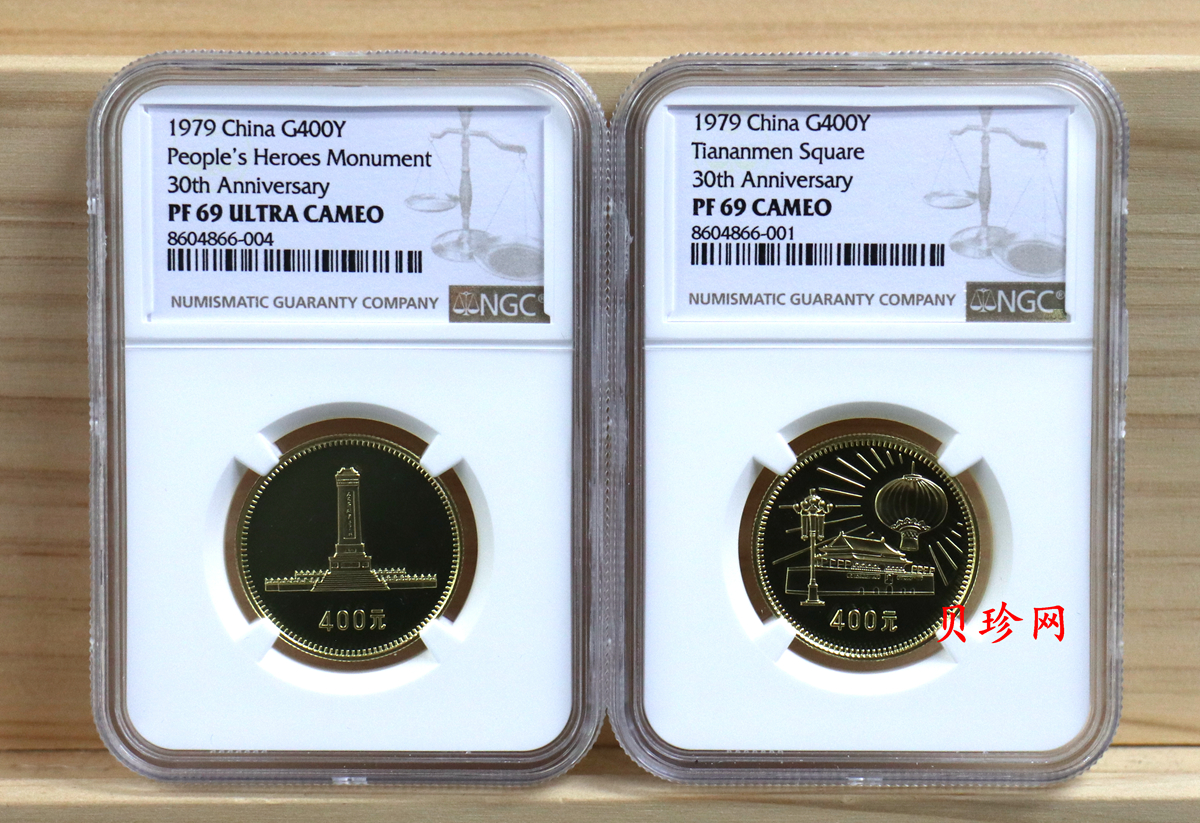 1979 China G400Y
People's Heroes Monument
30th Anniversary
PF 69 ULTRA CAMEO
8604866-004
NUMISMATIC GUARANTY COMPANY
NGC®
400元
1979 China G400Y
Tiananmen Square
30th Anniversary
PF 69 CAMEO
8604866-001
NUMISMATIC GUARANTY COMPANY
NGC®
400元
贝珍网